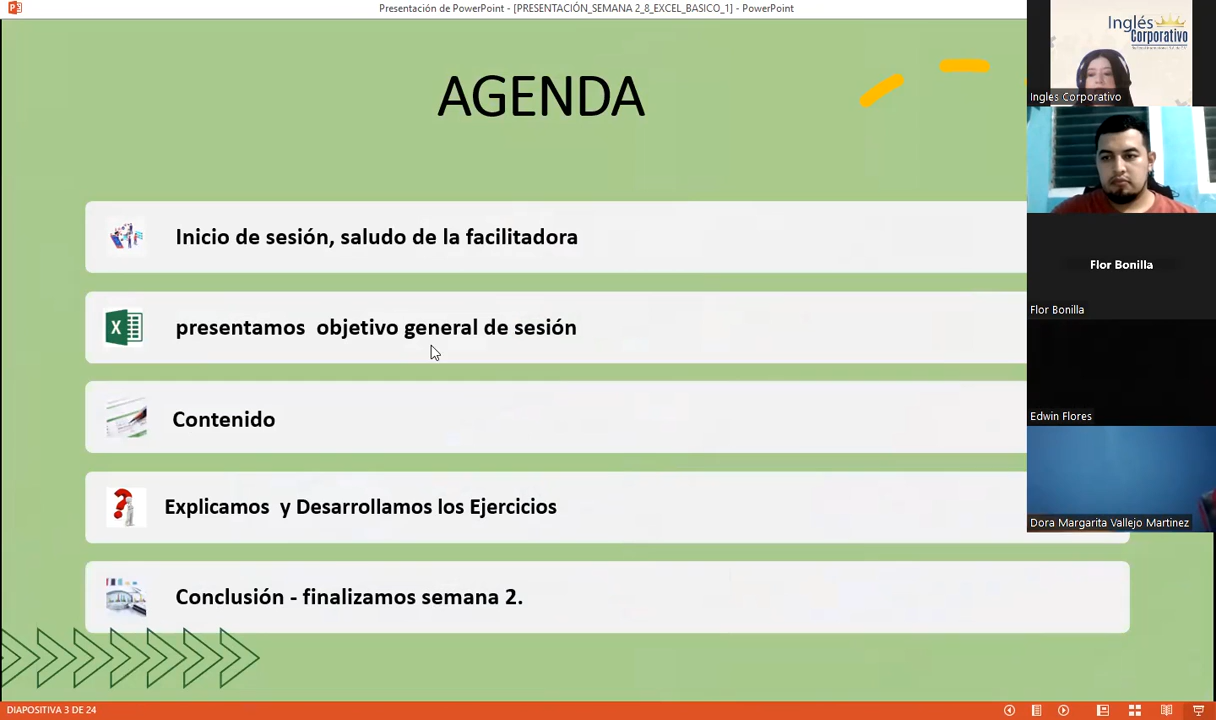 Presentación de PowerPoint - [PRESENTACIÓN_SEMANA 2_8_EXCEL_BASICO_1] - PowerPoint
AGENDA
Inicio de sesión, saludo de la facilitadora
presentamos objetivo general de sesión
Contenido
Explicamos y Desarrollamos los Ejercicios
Conclusión - finalizamos semana 2.
Inglés
Corporativo
Ingles Corporativo
Flor Bonilla
Flor Bonilla
Edwin Flores
Dora Margarita Vallejo Martinez
DIAPOSITIVA 3 DE 24